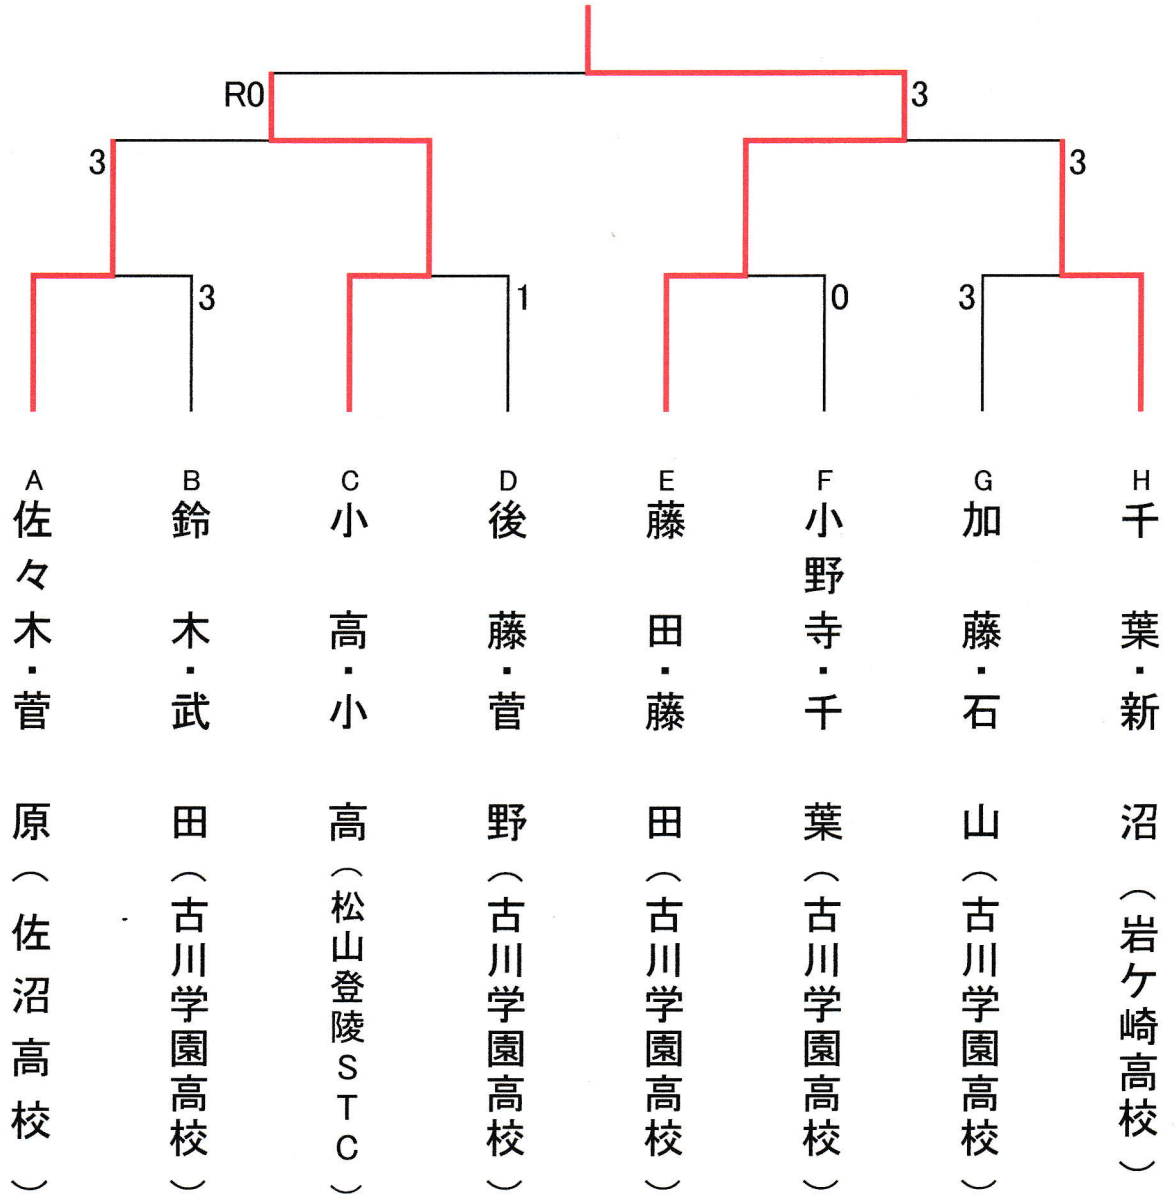 R0
3
3
3
3
1
0
3
A
佐々木・菅原(佐沼高校)
B
鈴木・武田(古川学園高校)
C
小高・小高(松山登陵STC)
D
後藤・菅野(古川学園高校)
E
藤田・藤田(古川学園高校)
F
小野寺・千葉(古川学園高校)
G
加藤・石山(古川学園高校)
H
千葉・新沼(岩ケ崎高校)